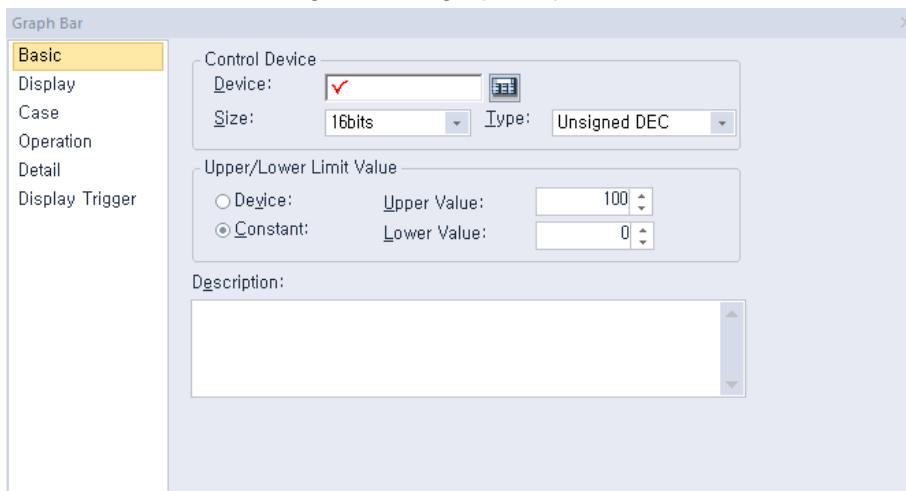 Graph Bar
Basic
Display
Case
Operation
Detail
Display Trigger
Control Device
Device:
Size: 16bits Type: Unsigned DEC
Upper/Lower Limit Value
Device: Upper Value: 100
Constant: Lower Value: 0
Description: